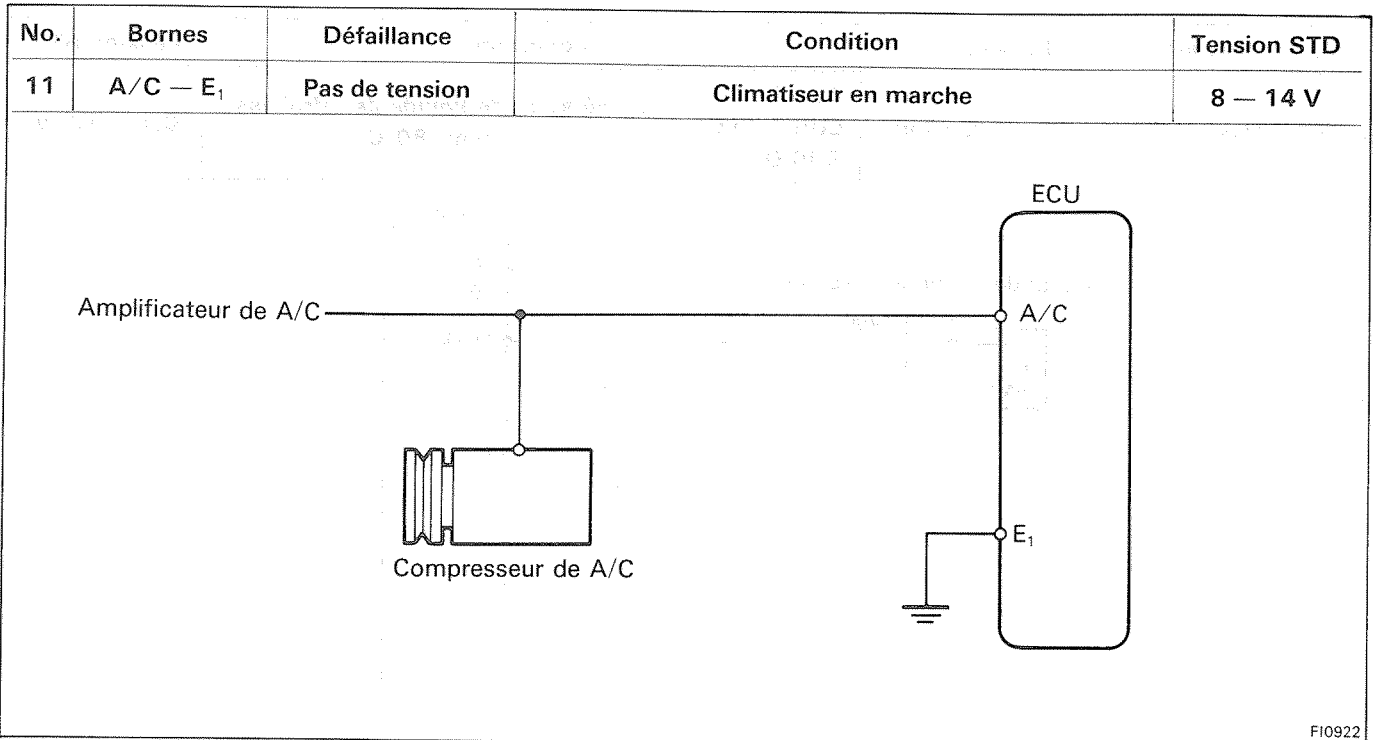 No. Bornes Défaillance Condition Tension STD
11 A/C — E₁ Pas de tension Climatiseur en marche 8 — 14 V
ECU
Amplificateur de A/C
A/C
E₁
Compresseur de A/C
FI0922